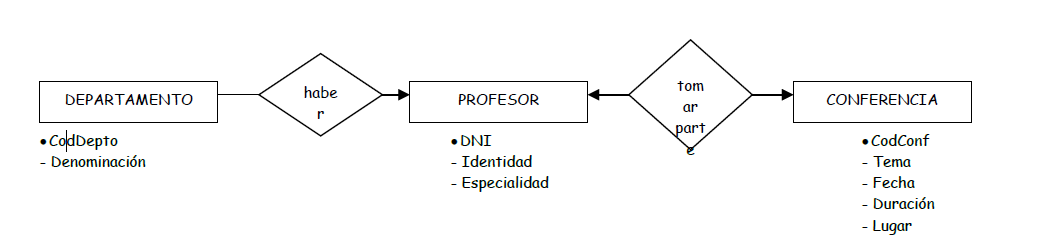 DEPARTAMENTO
habe
r
PROFESOR
tom
ar
part
e
CONFERENCIA
•CodDepto
- Denominación
•DNI
- Identidad
- Especialidad
•CodConf
- Tema
- Fecha
- Duración
- Lugar